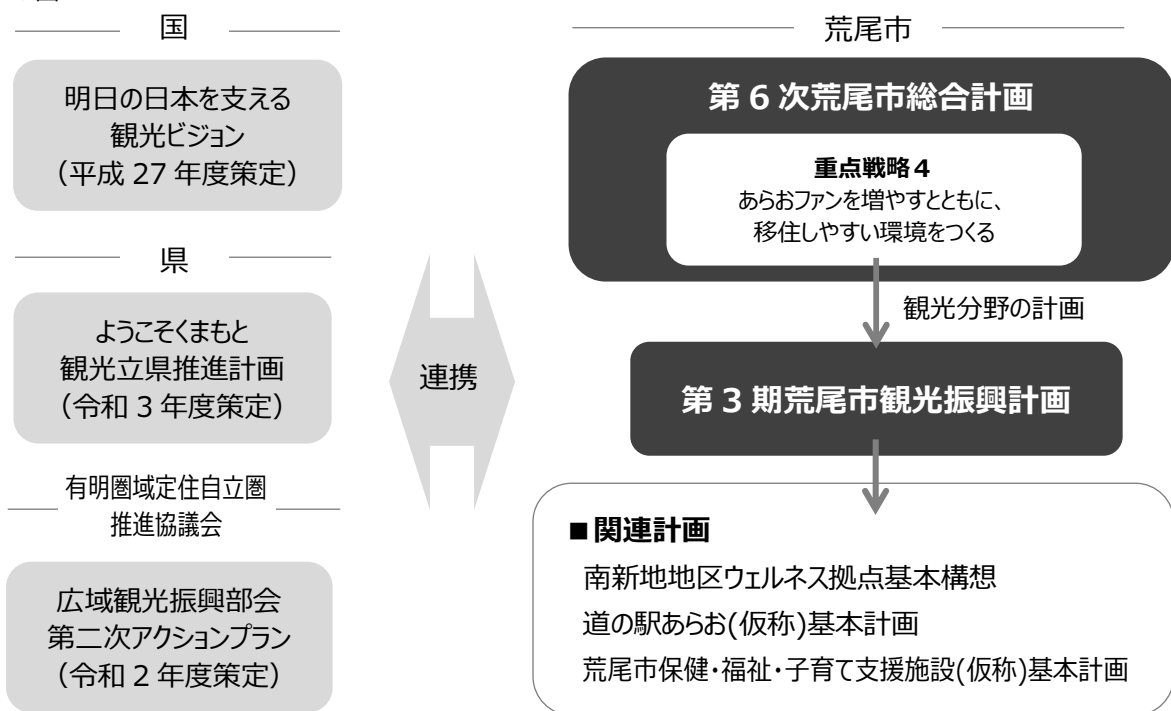 国
明日の日本を支える
観光ビジョン
（平成 27 年度策定）
県
ようこそくまもと
観光立県推進計画
（令和 3 年度策定）
有明圏域定住自立圏
推進協議会
広域観光振興部会
第二次アクションプラン
（令和 2 年度策定）
連携
荒尾市
第 6 次荒尾市総合計画
重点戦略４
あらおファンを増やすとともに、
移住しやすい環境をつくる
観光分野の計画
第 3 期荒尾市観光振興計画
■関連計画
南新地地区ウェルネス拠点基本構想
道の駅あらお(仮称)基本計画
荒尾市保健・福祉・子育て支援施設(仮称)基本計画